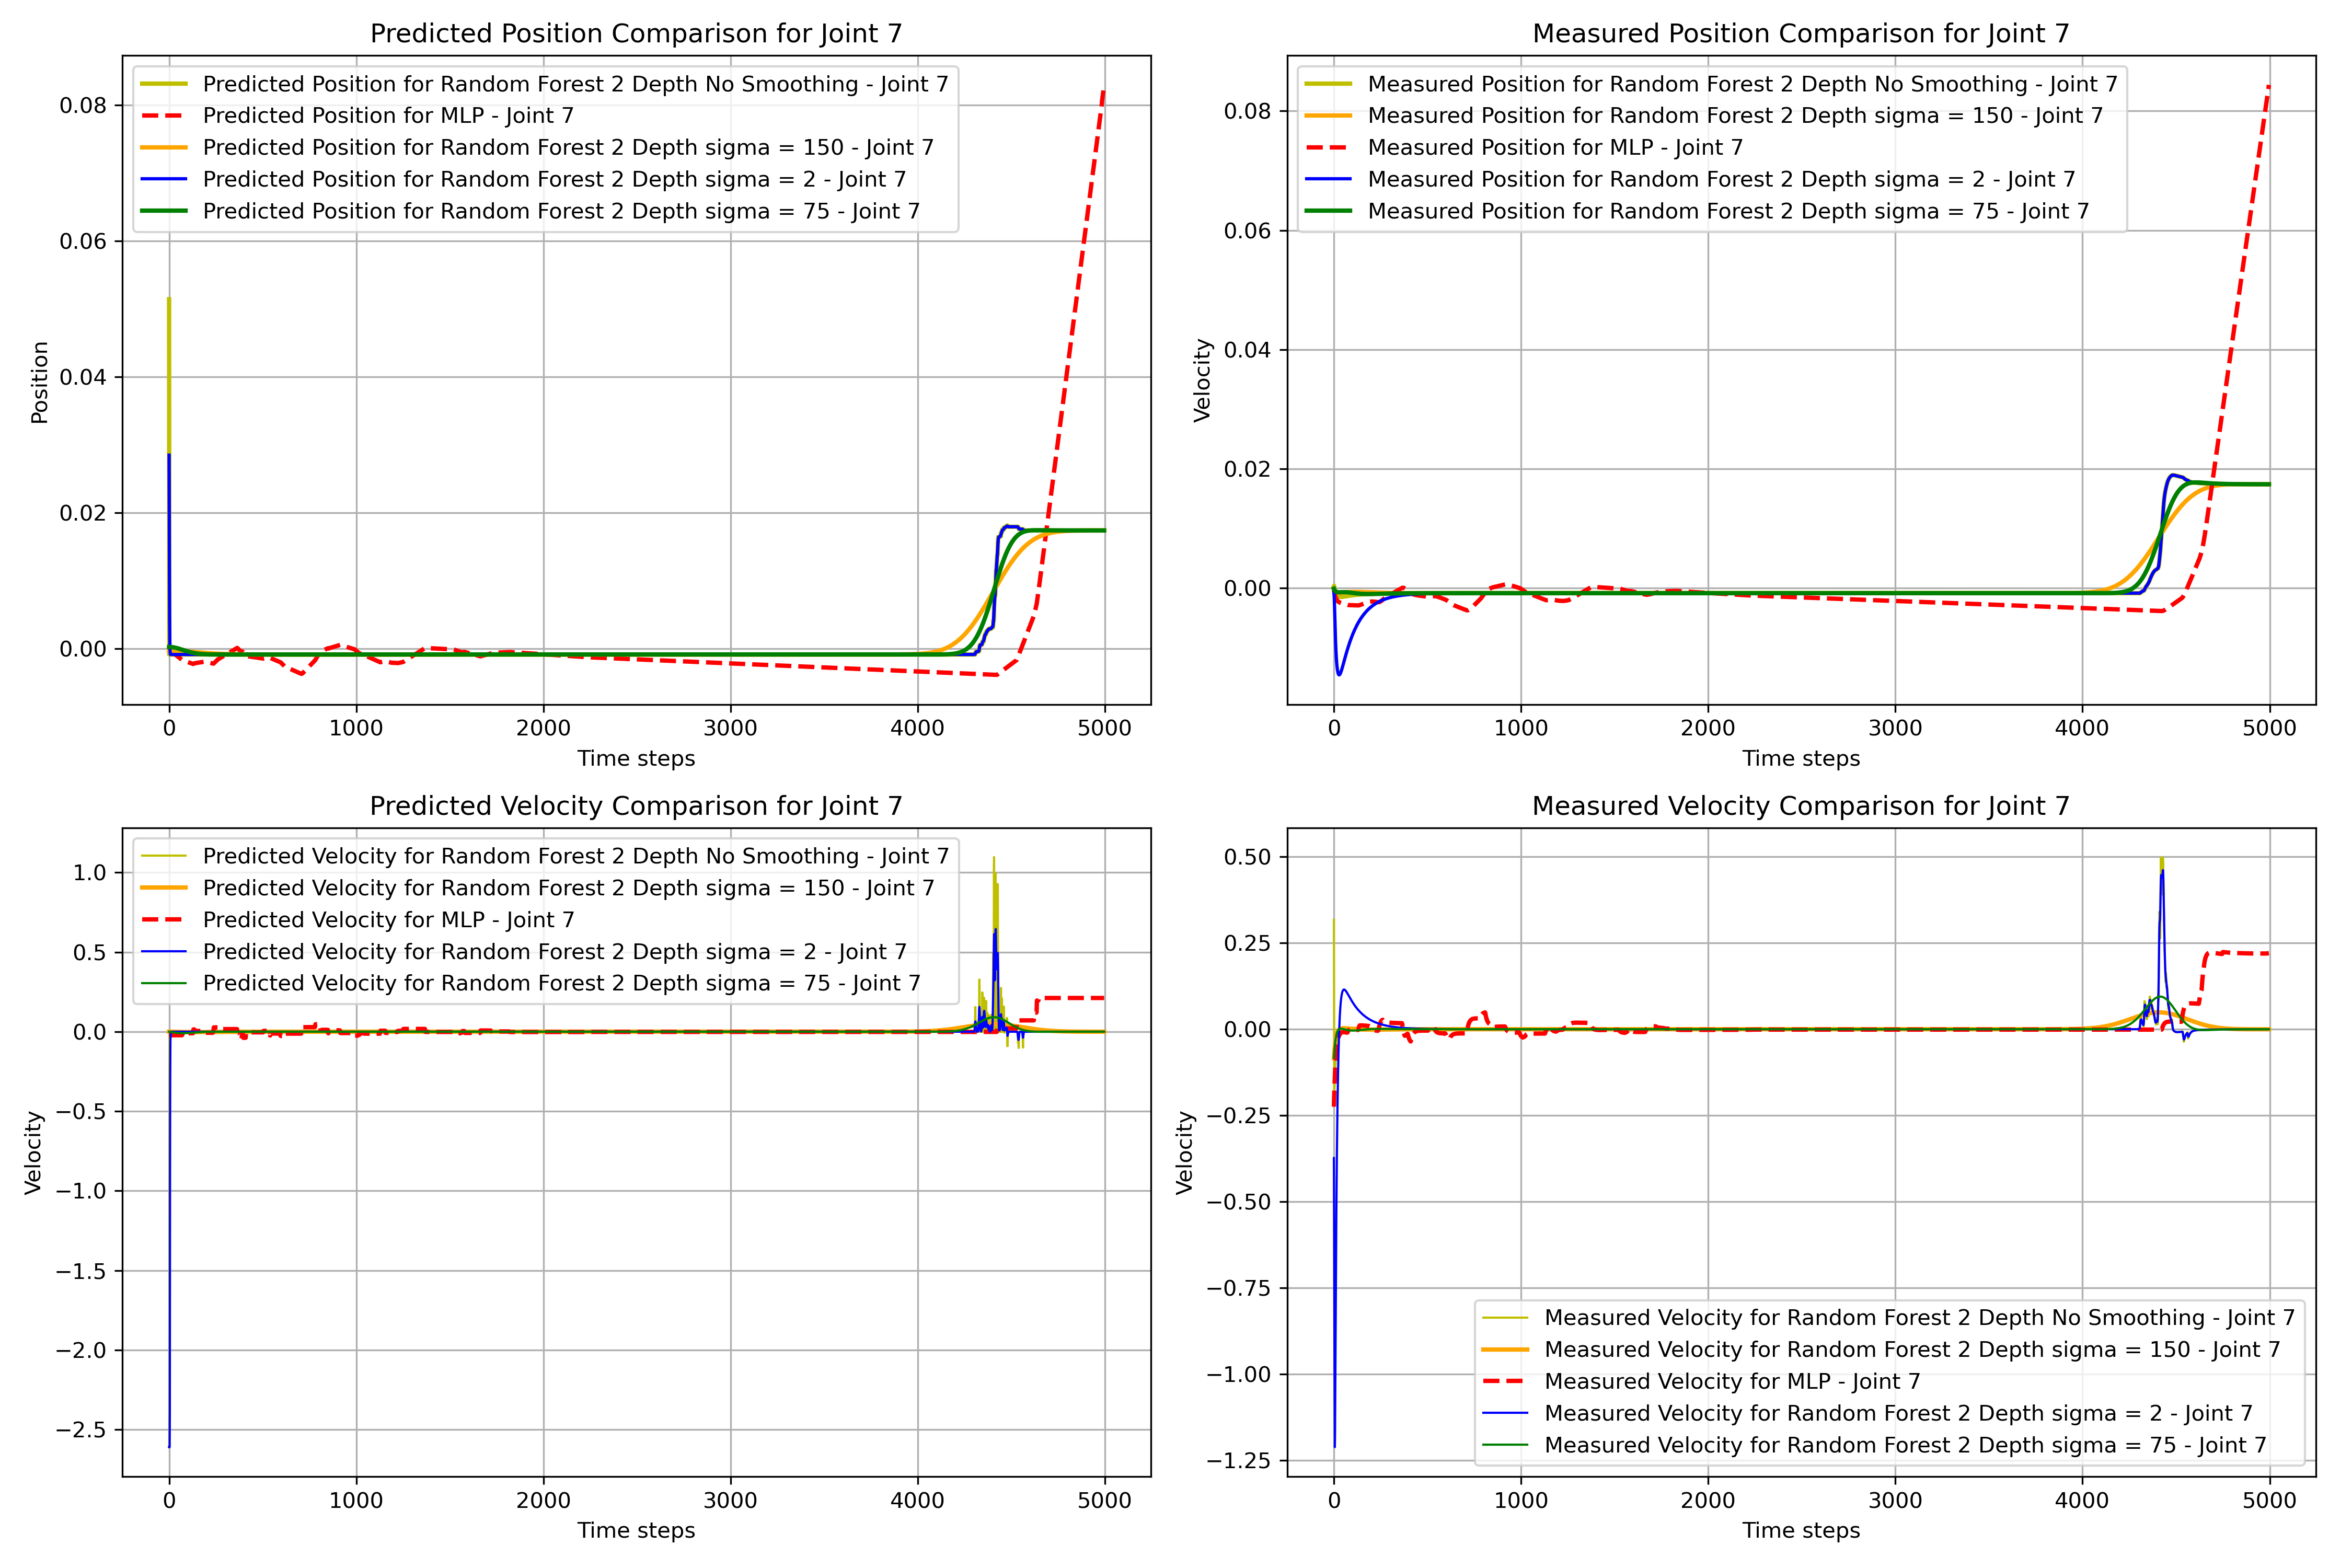 Predicted Position Comparison for Joint 7
Predicted Position for Random Forest 2 Depth No Smoothing - Joint 7
Predicted Position for MLP - Joint 7
Predicted Position for Random Forest 2 Depth sigma = 150 - Joint 7
Predicted Position for Random Forest 2 Depth sigma = 2 - Joint 7
Predicted Position for Random Forest 2 Depth sigma = 75 - Joint 7
0.08
0.06
0.04
0.02
0.00
Position
0 1000 2000 3000 4000 5000
Time steps
Measured Position Comparison for Joint 7
Measured Position for Random Forest 2 Depth No Smoothing - Joint 7
Measured Position for Random Forest 2 Depth sigma = 150 - Joint 7
Measured Position for MLP - Joint 7
Measured Position for Random Forest 2 Depth sigma = 2 - Joint 7
Measured Position for Random Forest 2 Depth sigma = 75 - Joint 7
0.08
0.06
0.04
0.02
0.00
Velocity
0 1000 2000 3000 4000 5000
Time steps
Predicted Velocity Comparison for Joint 7
Predicted Velocity for Random Forest 2 Depth No Smoothing - Joint 7
Predicted Velocity for Random Forest 2 Depth sigma = 150 - Joint 7
Predicted Velocity for MLP - Joint 7
Predicted Velocity for Random Forest 2 Depth sigma = 2 - Joint 7
Predicted Velocity for Random Forest 2 Depth sigma = 75 - Joint 7
1.0
0.5
0.0
−0.5
−1.0
−1.5
−2.0
−2.5
Velocity
0 1000 2000 3000 4000 5000
Time steps
Measured Velocity Comparison for Joint 7
0.50
0.25
0.00
−0.25
−0.50
−0.75
−1.00
−1.25
Velocity
Measured Velocity for Random Forest 2 Depth No Smoothing - Joint 7
Measured Velocity for Random Forest 2 Depth sigma = 150 - Joint 7
Measured Velocity for MLP - Joint 7
Measured Velocity for Random Forest 2 Depth sigma = 2 - Joint 7
Measured Velocity for Random Forest 2 Depth sigma = 75 - Joint 7
0 1000 2000 3000 4000 5000
Time steps